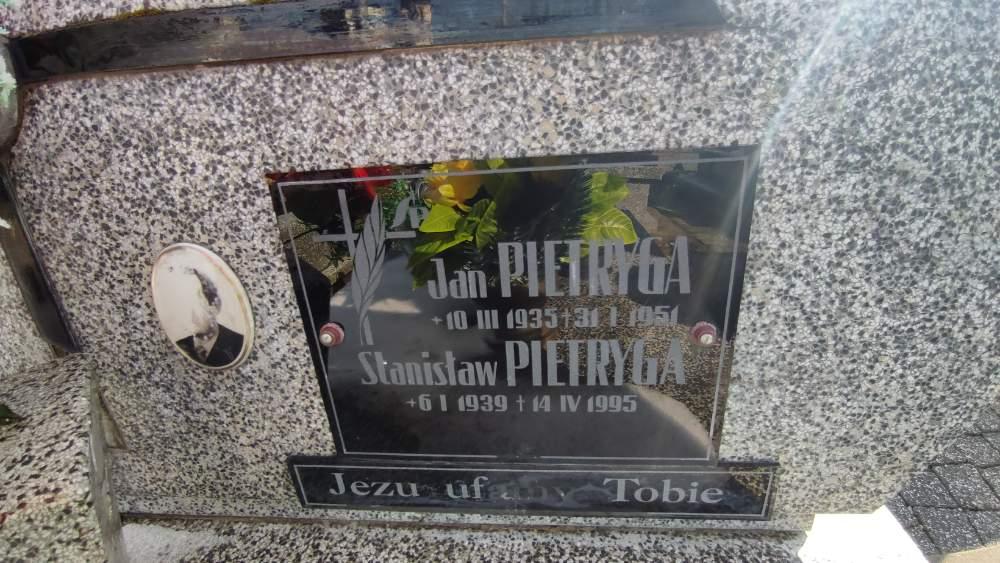 Jan PIETRYGA
+10 III 1935 † 31 I 1951
Stanisław PIETRYGA
+6 I 1939 † 14 IV 1995
Jezu ufamy Tobie